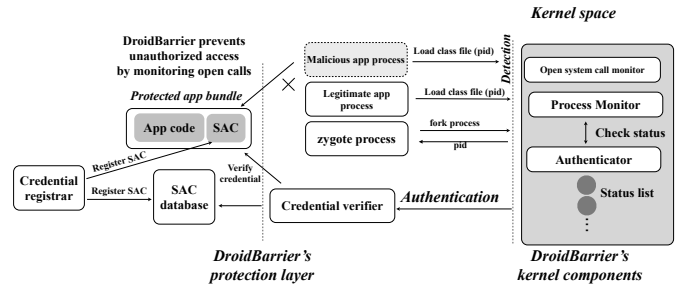 Kernel space
DroidBarrier prevents
unauthorized access
by monitoring open calls
Protected app bundle
App code
SAC
Malicious app process
Load class file (pid)
Detection
Open system call monitor
Legitimate app
process
Load class file (pid)
Process Monitor
zygote process
fork process
pid
Check status
Authenticator
Status list
Register SAC
Credential
registrar
Register SAC
SAC
database
Verify
credential
Credential verifier
Authentication
DroidBarrier's
protection layer
DroidBarrier's
kernel components